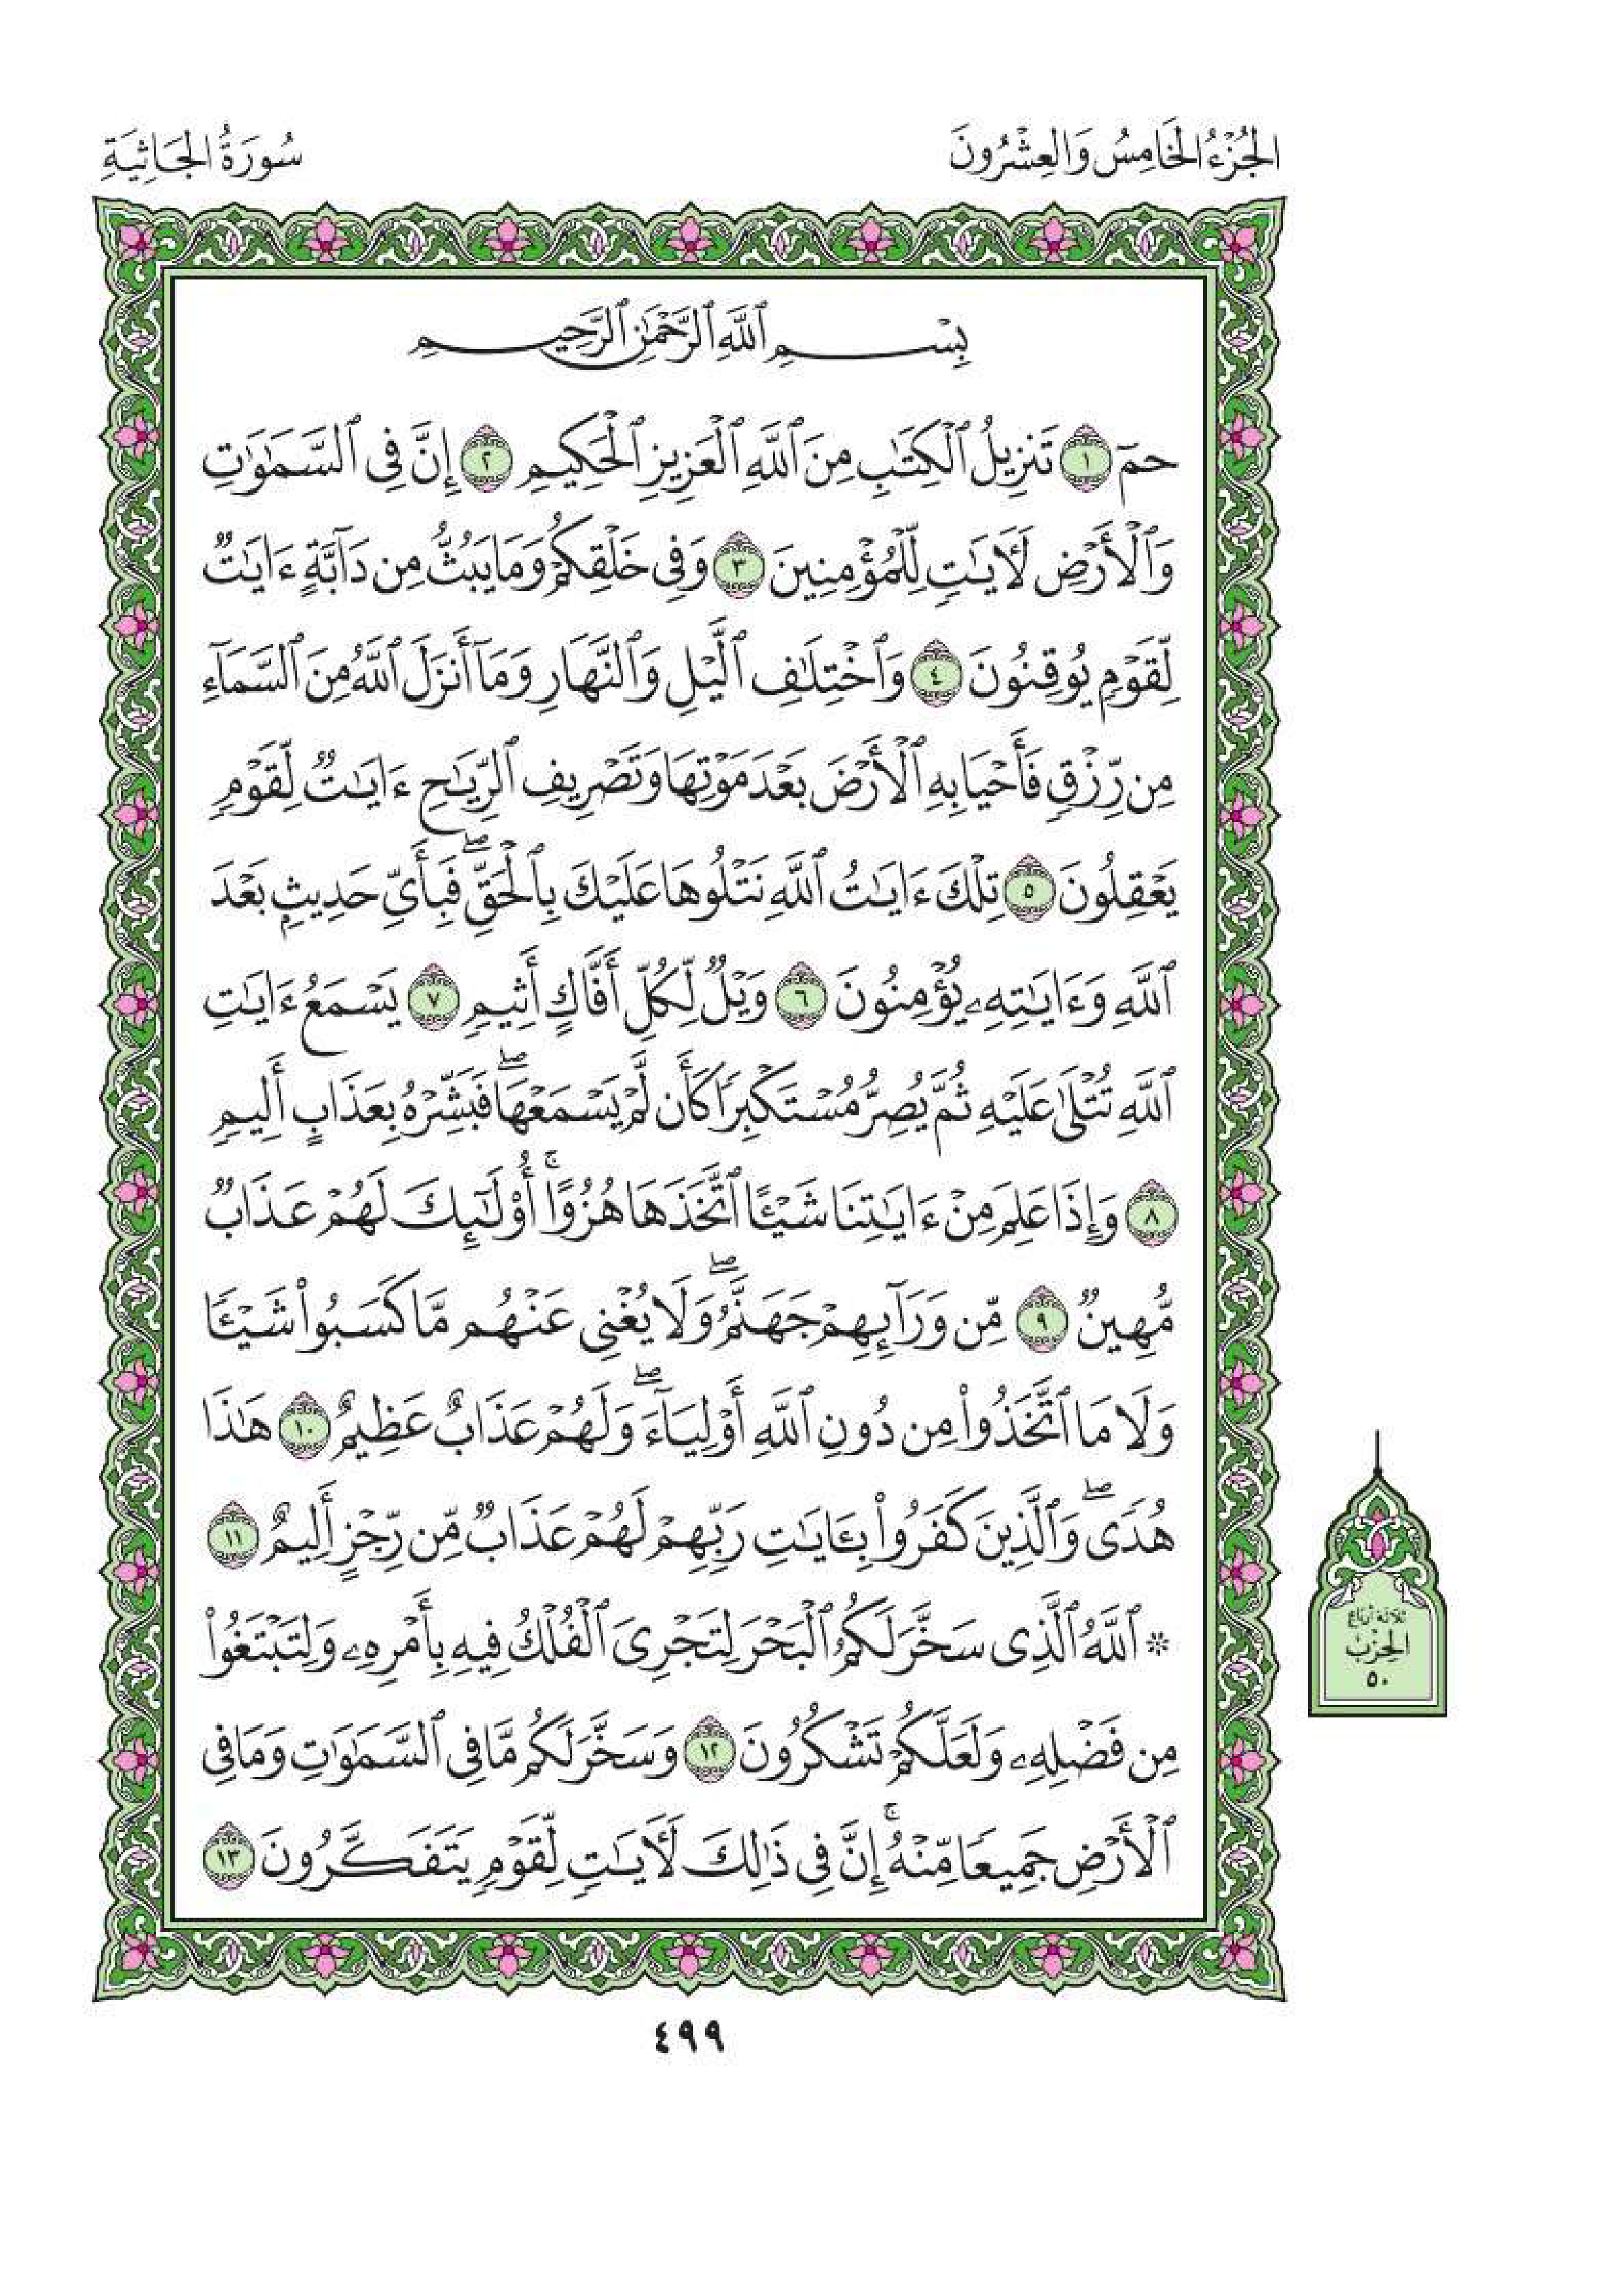 الجُزْءُ الخَامِسُ وَالعِشْرُونَ
سُورَةُ الجَاثِيَةِ
بِسْمِ ٱللَّهِ ٱلرَّحْمَٰنِ ٱلرَّحِيمِ
حمٓ ١ تَنزِيلُ ٱلْكِتَٰبِ مِنَ ٱللَّهِ ٱلْعَزِيزِ ٱلْحَكِيمِ ٢ إِنَّ فِى ٱلسَّمَٰوَٰتِ
وَٱلْأَرْضِ لَأٓيَٰتٍ لِّلْمُؤْمِنِينَ ٣ وَفِى خَلْقِكُمْ وَمَا يَبُثُّ مِن دَآبَّةٍ ءَايَٰتٌ
لِّقَوْمٍ يُوقِنُونَ ٤ وَٱخْتِلَٰفِ ٱلَّيْلِ وَٱلنَّهَارِ وَمَآ أَنزَلَ ٱللَّهُ مِنَ ٱلسَّمَآءِ
مِن رِّزْقٍ فَأَحْيَا بِهِ ٱلْأَرْضَ بَعْدَ مَوْتِهَا وَتَصْرِيفِ ٱلرِّيَٰحِ ءَايَٰتٌ لِّقَوْمٍ
يَعْقِلُونَ ٥ تِلْكَ ءَايَٰتُ ٱللَّهِ نَتْلُوهَا عَلَيْكَ بِٱلْحَقِّ ۖ فَبِأَىِّ حَدِيثٍۭ بَعْدَ
ٱللَّهِ وَءَايَٰتِهِۦ يُؤْمِنُونَ ٦ وَيْلٌ لِّكُلِّ أَفَّاكٍ أَثِيمٍ ٧ يَسْمَعُ ءَايَٰتِ
ٱللَّهِ تُتْلَىٰ عَلَيْهِ ثُمَّ يُصِرُّ مُسْتَكْبِرًا كَأَن لَّمْ يَسْمَعْهَا ۖ فَبَشِّرْهُ بِعَذَابٍ أَلِيمٍ
٨ وَإِذَا عَلِمَ مِنْ ءَايَٰتِنَا شَيْـًٔا ٱتَّخَذَهَا هُزُوًا ۚ أُو۟لَٰٓئِكَ لَهُمْ عَذَابٌ
مُّهِينٌ ٩ مِّن وَرَآئِهِمْ جَهَنَّمُ ۖ وَلَا يُغْنِى عَنْهُم مَّا كَسَبُوا۟ شَيْـًٔا
وَلَا مَا ٱتَّخَذُوا۟ مِن دُونِ ٱللَّهِ أَوْلِيَآءَ ۖ وَلَهُمْ عَذَابٌ عَظِيمٌ ١٠ هَٰذَا
هُدًى ۖ وَٱلَّذِينَ كَفَرُوا۟ بِـَٔايَٰتِ رَبِّهِمْ لَهُمْ عَذَابٌ مِّن رِّجْزٍ أَلِيمٌ ١١
۞ ٱللَّهُ ٱلَّذِى سَخَّرَ لَكُمُ ٱلْبَحْرَ لِتَجْرِىَ ٱلْفُلْكُ فِيهِ بِأَمْرِهِۦ وَلِتَبْتَغُوا۟
مِن فَضْلِهِۦ وَلَعَلَّكُمْ تَشْكُرُونَ ١٢ وَسَخَّرَ لَكُم مَّا فِى ٱلسَّمَٰوَٰتِ وَمَا فِى
ٱلْأَرْضِ جَمِيعًا مِّنْهُ ۚ إِنَّ فِى ذَٰلِكَ لَأٓيَٰتٍ لِّقَوْمٍ يَتَفَكَّرُونَ ١٣
ثلاثة أرباع
الحِزْبُ
٥٠
٤٩٩